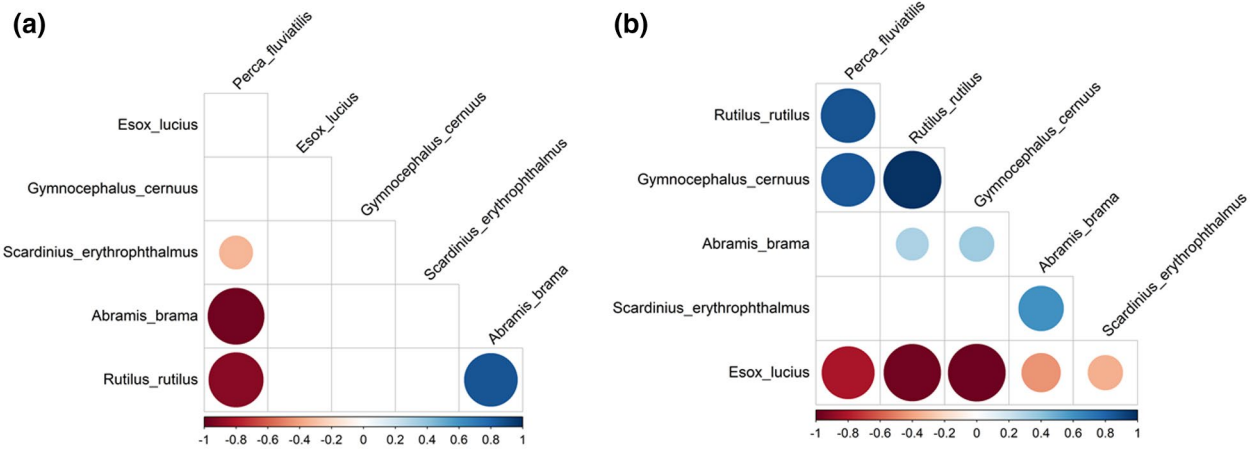 (a)
Perca_fluviatilis
Esox_lucius
Gymnocephalus_cernuus
Scardinius_erythrophthalmus
Abramis_brama
Esox_lucius
Gymnocephalus_cernuus
Scardinius_erythrophthalmus
Abramis_brama
Rutilus_rutilus
-1 -0.8 -0.6 -0.4 -0.2 0 0.2 0.4 0.6 0.8 1
(b)
Perca_fluviatilis
Rutilus_rutilus
Gymnocephalus_cernuus
Abramis_brama
Scardinius_erythrophthalmus
Rutilus_rutilus
Gymnocephalus_cernuus
Abramis_brama
Scardinius_erythrophthalmus
Esox_lucius
-1 -0.8 -0.6 -0.4 -0.2 0 0.2 0.4 0.6 0.8 1